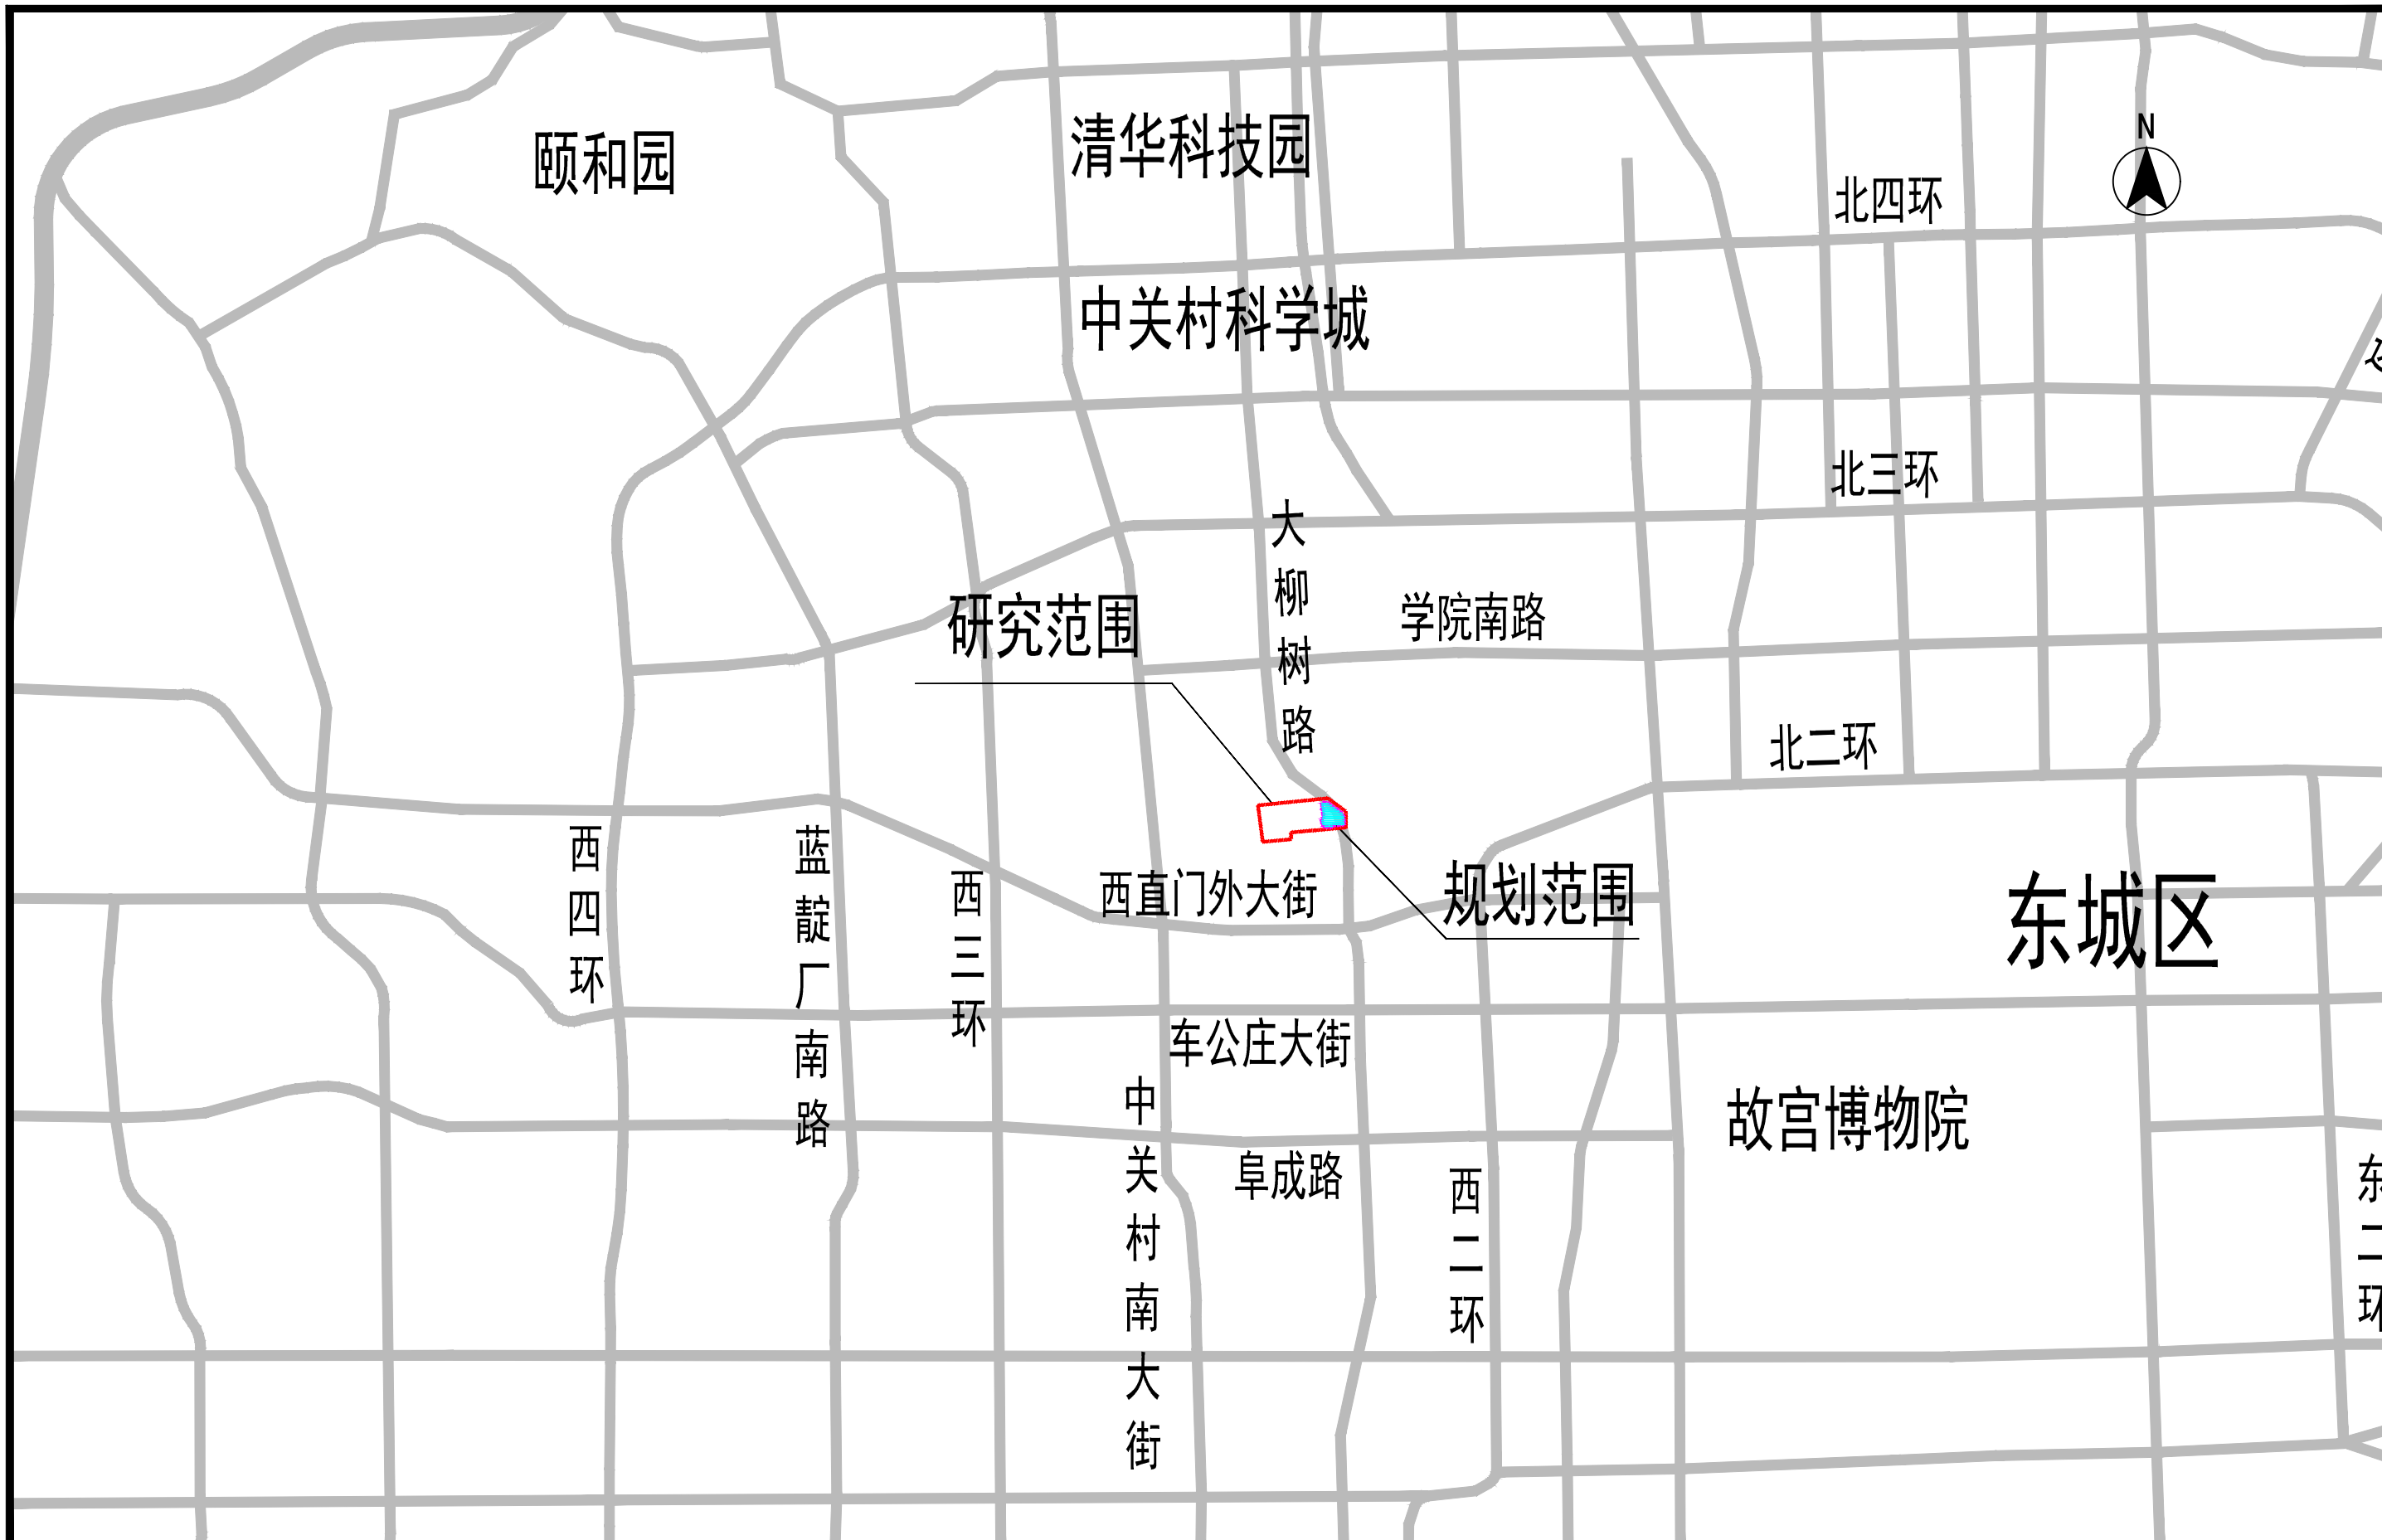 N
颐和园
清华科技园
北四环
中关村科学城
北三环
大柳树路
学院南路
研究范围
北二环
西四环
蓝靛厂南路
西三环
西直门外大街
规划范围
东城区
车公庄大街
中关村南大街
故宫博物院
阜成路
西二环
东二环